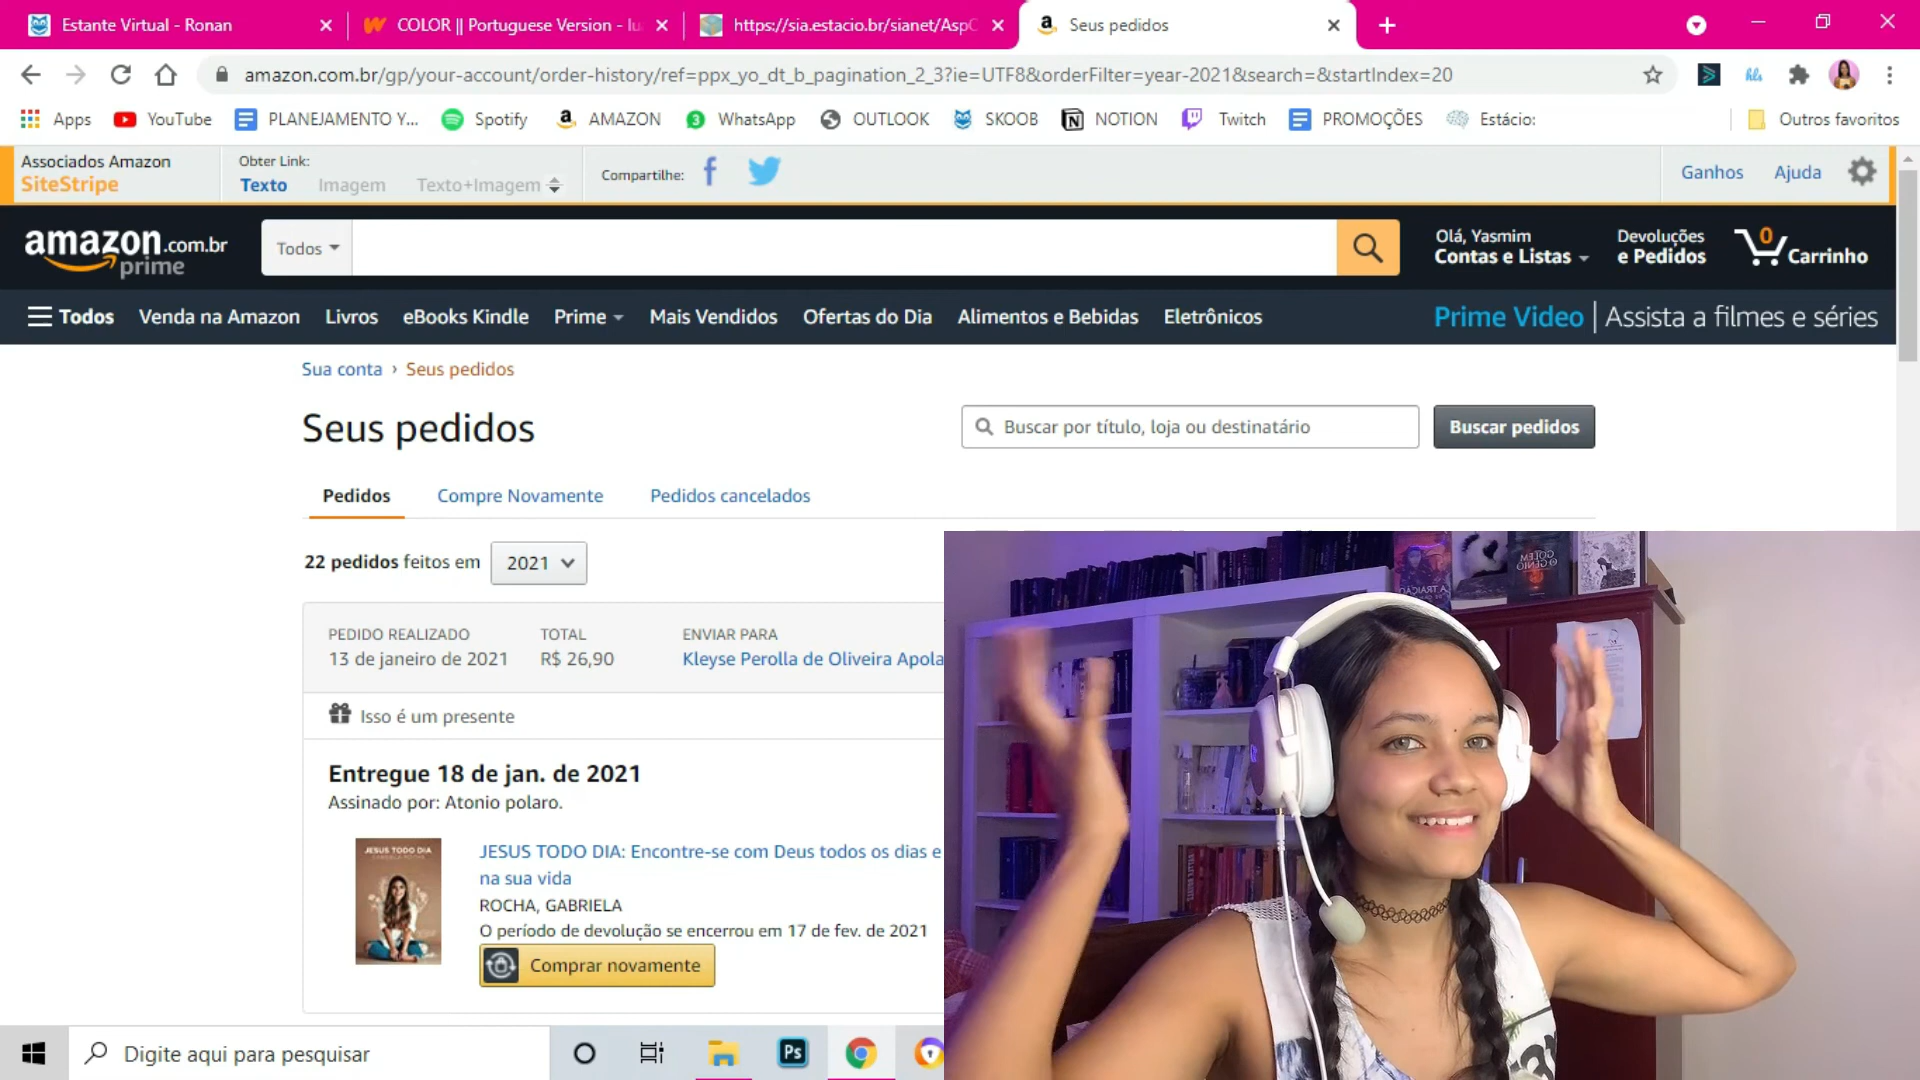 Estante Virtual - Ronan
COLOR || Portuguese Version - lu
https://sia.estacio.br/sianet/AspC
Seus pedidos
amazon.com.br/gp/your-account/order-history/ref=ppx_yo_dt_b_pagination_2_3?ie=UTF8&orderFilter=year-2021&search=&startIndex=20
Apps
YouTube
PLANEJAMENTO Y...
Spotify
AMAZON
WhatsApp
OUTLOOK
SKOOB
NOTION
Twitch
PROMOÇÕES
Estácio:
Outros favoritos
Associados Amazon
SiteStripe
Obter Link:
Texto
Imagem
Texto+Imagem
Compartilhe:
Ganhos
Ajuda
amazon.com.br
prime
Todos
Olá, Yasmim
Contas e Listas
Devoluções
e Pedidos
0
Carrinho
Todos
Venda na Amazon
Livros
eBooks Kindle
Prime
Mais Vendidos
Ofertas do Dia
Alimentos e Bebidas
Eletrônicos
Prime Video | Assista a filmes e séries
Sua conta › Seus pedidos
Seus pedidos
Buscar por título, loja ou destinatário
Buscar pedidos
Pedidos
Compre Novamente
Pedidos cancelados
22 pedidos feitos em
2021
PEDIDO REALIZADO
13 de janeiro de 2021
TOTAL
R$ 26,90
ENVIAR PARA
Kleyse Perolla de Oliveira Apola
Isso é um presente
Entregue 18 de jan. de 2021
Assinado por: Atonio polaro.
JESUS TODO DIA
JESUS TODO DIA: Encontre-se com Deus todos os dias e
na sua vida
ROCHA, GABRIELA
O período de devolução se encerrou em 17 de fev. de 2021
Comprar novamente
A TRAIÇÃO
GOLEM
O GÊNIO
Digite aqui para pesquisar
Ps